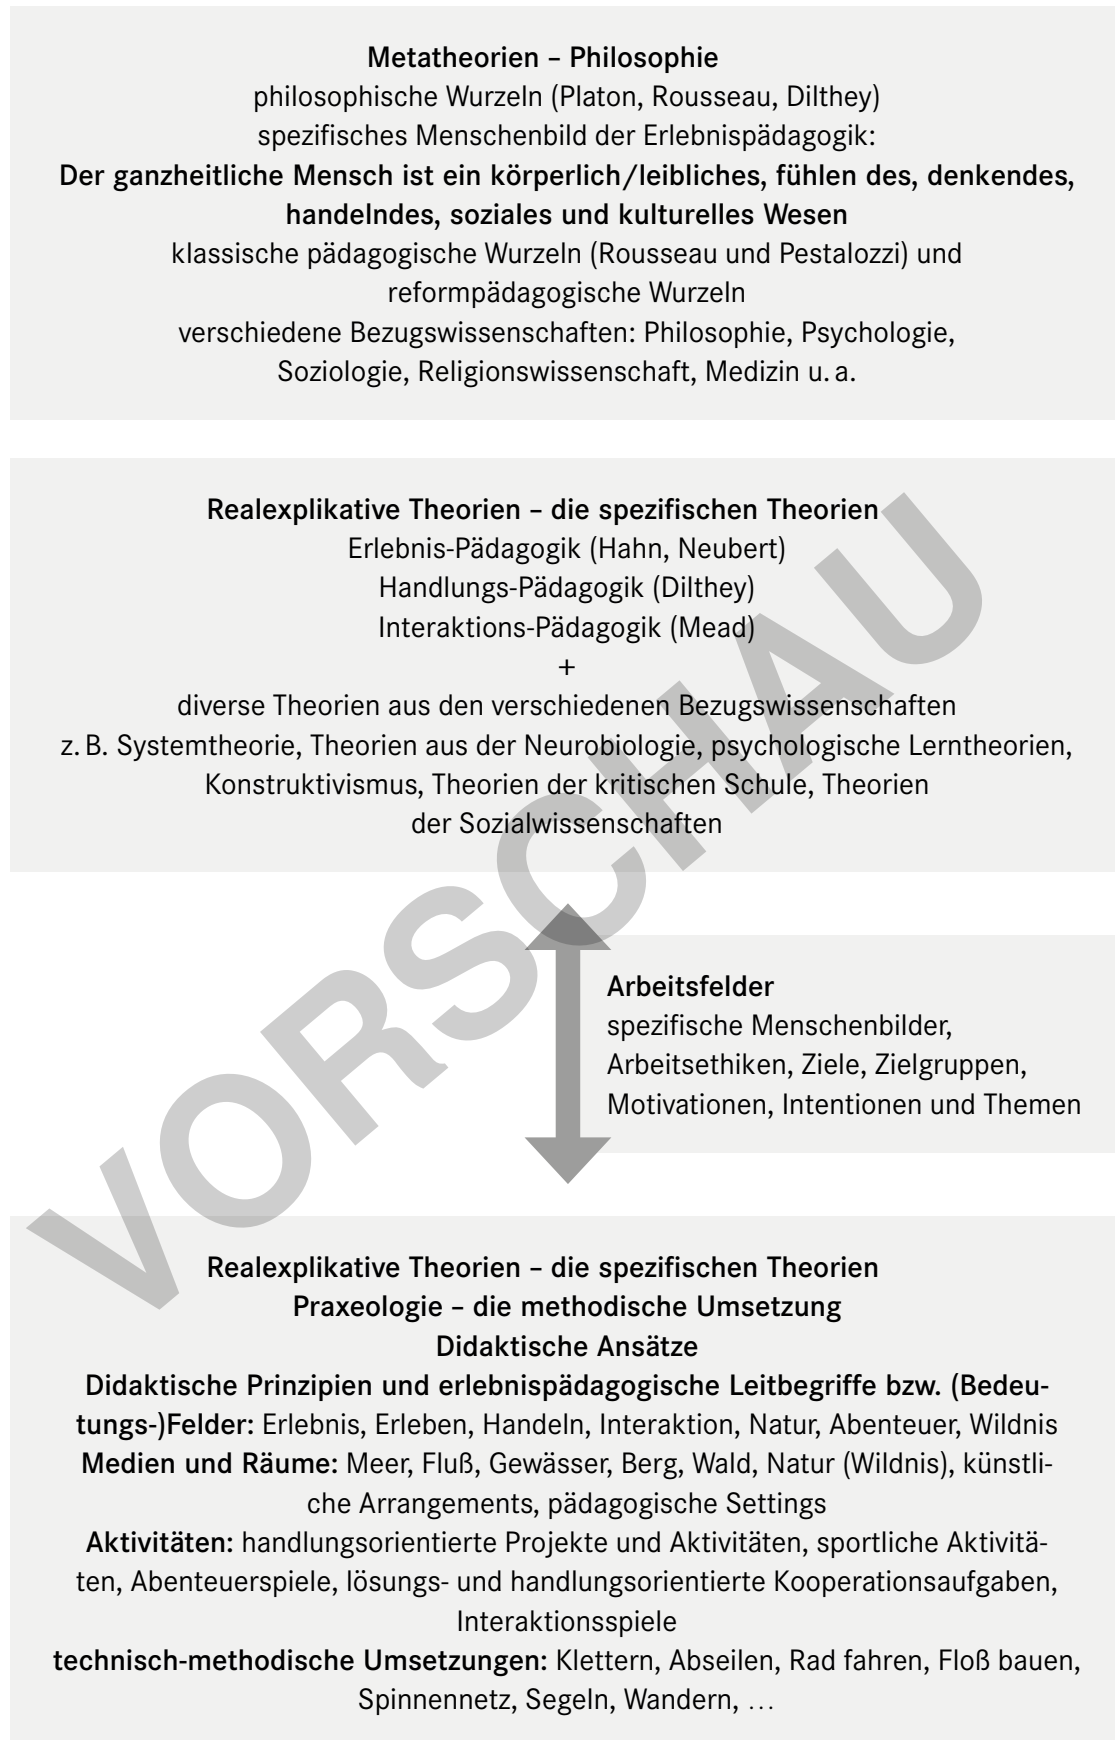 Metatheorien – Philosophie
philosophische Wurzeln (Platon, Rousseau, Dilthey)
spezifisches Menschenbild der Erlebnispädagogik:
Der ganzheitliche Mensch ist ein körperlich/leibliches, fühlen des, denkendes,
handelndes, soziales und kulturelles Wesen
klassische pädagogische Wurzeln (Rousseau und Pestalozzi) und
reformpädagogische Wurzeln
verschiedene Bezugswissenschaften: Philosophie, Psychologie,
Soziologie, Religionswissenschaft, Medizin u. a.
Realexplikative Theorien – die spezifischen Theorien
Erlebnis-Pädagogik (Hahn, Neubert)
Handlungs-Pädagogik (Dilthey)
Interaktions-Pädagogik (Mead)
+
diverse Theorien aus den verschiedenen Bezugswissenschaften
z. B. Systemtheorie, Theorien aus der Neurobiologie, psychologische Lerntheorien,
Konstruktivismus, Theorien der kritischen Schule, Theorien
der Sozialwissenschaften
Arbeitsfelder
spezifische Menschenbilder,
Arbeitsethiken, Ziele, Zielgruppen,
Motivationen, Intentionen und Themen
Realexplikative Theorien – die spezifischen Theorien
Praxeologie – die methodische Umsetzung
Didaktische Ansätze
Didaktische Prinzipien und erlebnispädagogische Leitbegriffe bzw. (Bedeu-
tungs-)Felder: Erlebnis, Erleben, Handeln, Interaktion, Natur, Abenteuer, Wildnis
Medien und Räume: Meer, Fluß, Gewässer, Berg, Wald, Natur (Wildnis), künstli-
che Arrangements, pädagogische Settings
Aktivitäten: handlungsorientierte Projekte und Aktivitäten, sportliche Aktivitä-
ten, Abenteuerspiele, lösungs- und handlungsorientierte Kooperationsaufgaben,
Interaktionsspiele
technisch-methodische Umsetzungen: Klettern, Abseilen, Rad fahren, Floß bauen,
Spinnennetz, Segeln, Wandern, …
VORSCHAU